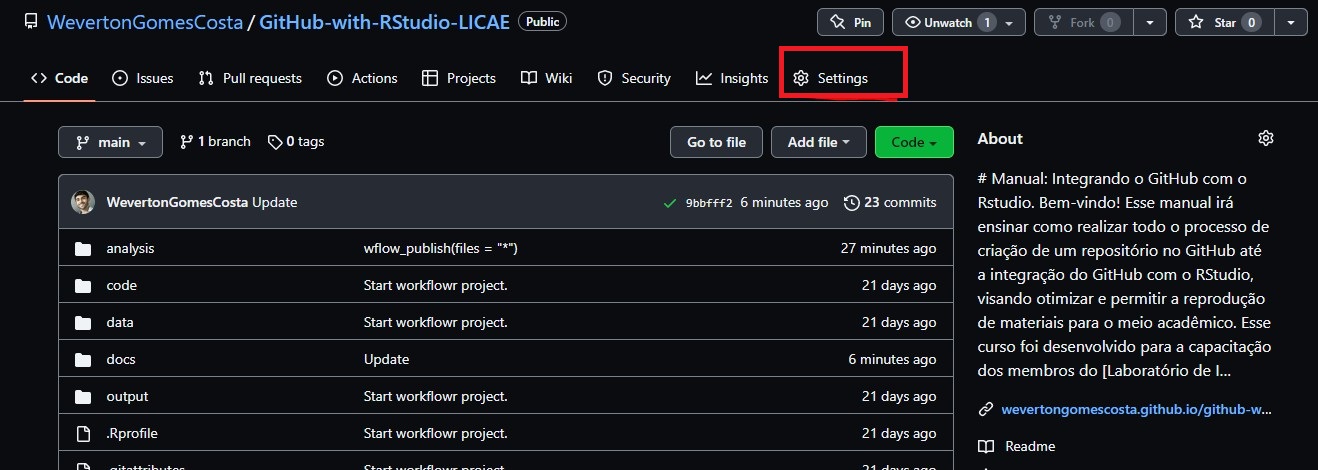 WevertonGomesCosta / GitHub-with-RStudio-LICAE Public Pin Unwatch 1 Fork 0 Star 0
Code Issues Pull requests Actions Projects Wiki Security Insights Settings
main 1 branch 0 tags Go to file Add file Code
WevertonGomesCosta Update 9bbfff2 6 minutes ago 23 commits
analysis wflow_publish(files = "*") 27 minutes ago
code Start workflowr project. 21 days ago
data Start workflowr project. 21 days ago
docs Update 6 minutes ago
output Start workflowr project. 21 days ago
.Rprofile Start workflowr project. 21 days ago
.gitattributes Start workflowr project. 21 days ago
About
# Manual: Integrando o GitHub com o
Rstudio. Bem-vindo! Esse manual irá
ensinar como realizar todo o processo de
criação de um repositório no GitHub até
a integração do GitHub com o RStudio,
visando otimizar e permitir a reprodução
de materiais para o meio acadêmico. Esse
curso foi desenvolvido para a capacitação
dos membros do [Laboratório de I...
wevertongomescosta.github.io/github-w...
Readme